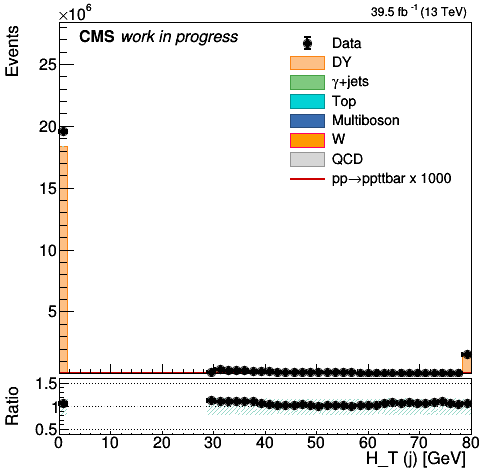 ×10⁶
39.5 fb⁻¹ (13 TeV)
Events
CMS work in progress
Data
DY
γ+jets
Top
Multiboson
W
QCD
pp→ppttbar x 1000
25
20
15
10
5
Ratio
1.5
1
0.5
0 10 20 30 40 50 60 70 80
H_T (j) [GeV]